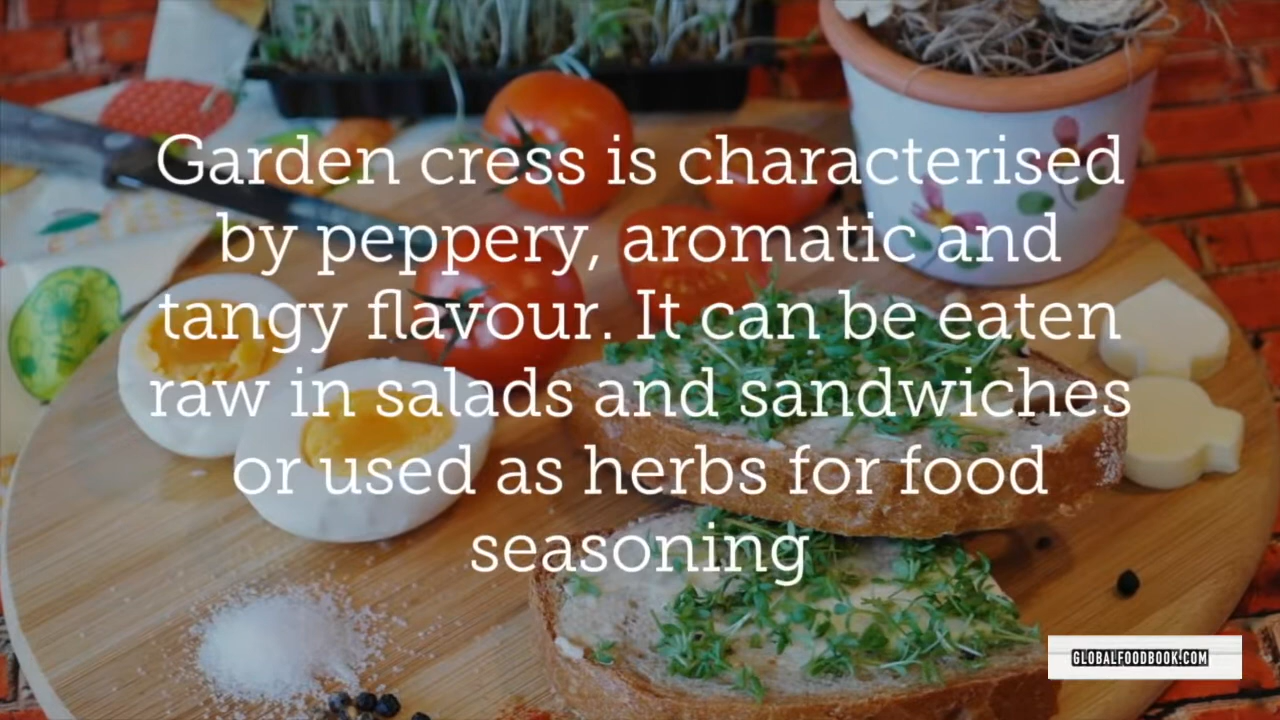 Garden cress is characterised
by peppery, aromatic and
tangy flavour. It can be eaten
raw in salads and sandwiches
or used as herbs for food
seasoning
GLOBALFOODBOOK.COM